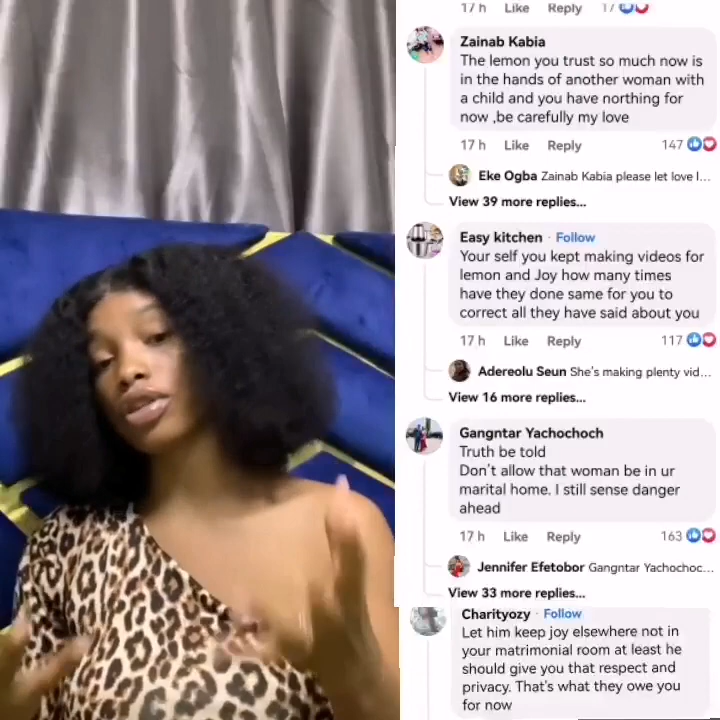 17 h Like Reply 17
Zainab Kabia
The lemon you trust so much now is
in the hands of another woman with
a child and you have northing for
now ,be carefully my love
17 h Like Reply 147
Eke Ogba Zainab Kabia please let love l...
View 39 more replies...
Easy kitchen · Follow
Your self you kept making videos for
lemon and Joy how many times
have they done same for you to
correct all they have said about you
17 h Like Reply 117
Adereolu Seun She's making plenty vid...
View 16 more replies...
Gangntar Yachochoch
Truth be told
Don't allow that woman be in ur
marital home. I still sense danger
ahead
17 h Like Reply 163
Jennifer Efetobor Gangntar Yachochoc...
View 33 more replies...
Charityozy · Follow
Let him keep joy elsewhere not in
your matrimonial room at least he
should give you that respect and
privacy. That's what they owe you
for now